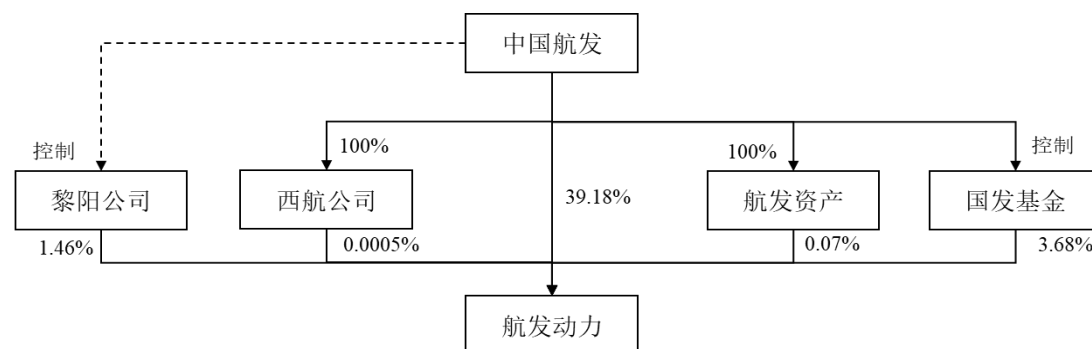 中国航发
控制
100%
39.18%
100%
控制
黎阳公司
西航公司
航发资产
国发基金
1.46%
0.0005%
0.07%
3.68%
航发动力